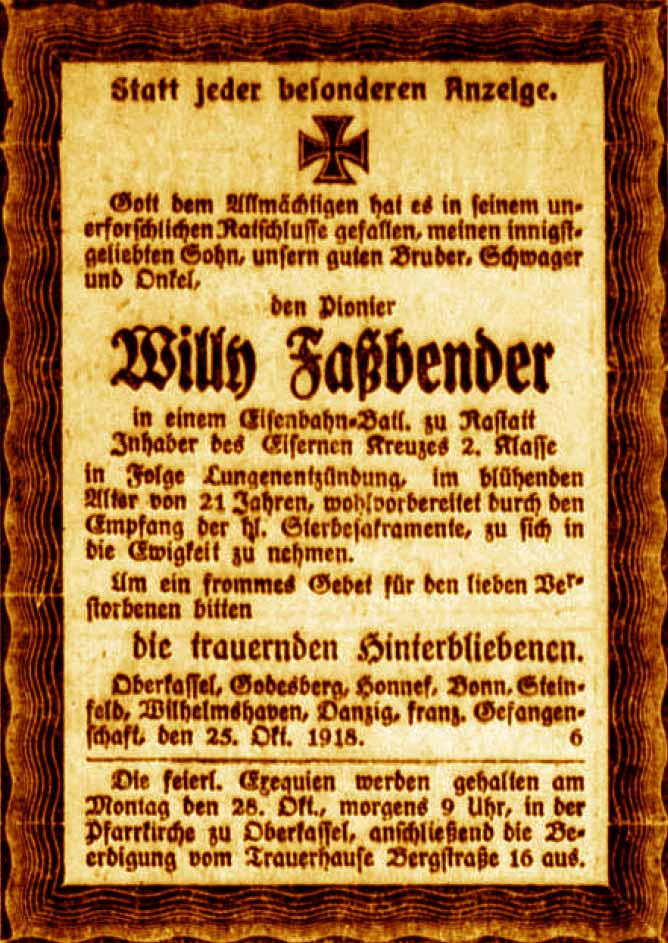 Statt jeder besonderen Anzeige.
Gott dem Allmächtigen hat es in seinem un-
erforschlichen Ratschlusse gefallen, meinen innigst-
geliebten Sohn, unsern guten Bruder, Schwager
und Onkel,
den Pionier
Willy Faßbender
in einem Eisenbahn-Batl. zu Rastatt
Inhaber des Eisernen Kreuzes 2. Klasse
in Folge Lungenentzündung, im blühenden
Alter von 21 Jahren, wohlvorbereitet durch den
Empfang der hl. Sterbesakramente, zu sich in
die Ewigkeit zu nehmen.
Um ein frommes Gebet für den lieben Ver-
storbenen bitten
die trauernden Hinterbliebenen.
Oberkassel, Godesberg, Honnef, Bonn, Stein-
feld, Wilhelmshaven, Danzig, franz. Gefangen-
schaft, den 25. Okt. 1918. 6
Die feierl. Exequien werden gehalten am
Montag den 28. Okt., morgens 9 Uhr, in der
Pfarrkirche zu Oberkassel, anschließend die Be-
erdigung vom Trauerhause Bergstraße 16 aus.